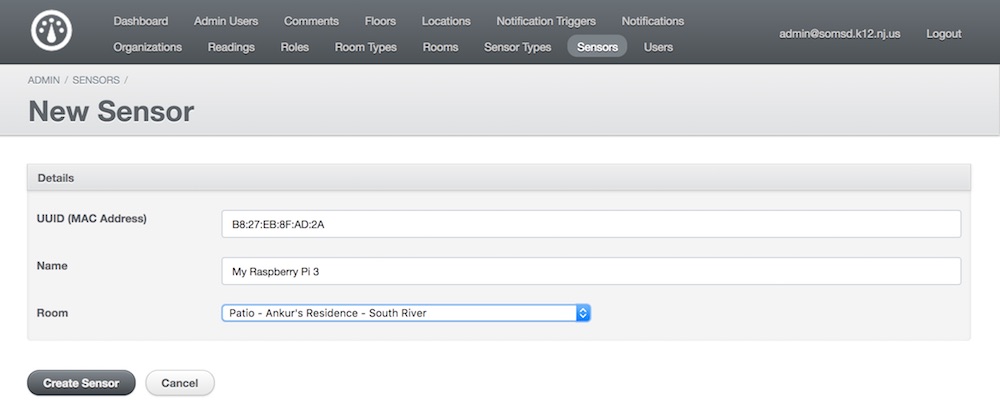 Dashboard Admin Users Comments Floors Locations Notification Triggers Notifications
Organizations Readings Roles Room Types Rooms Sensor Types Sensors Users
admin@somsd.k12.nj.us Logout
ADMIN / SENSORS /
New Sensor
Details
UUID (MAC Address) B8:27:EB:8F:AD:2A
Name My Raspberry Pi 3
Room Patio - Ankur's Residence - South River
Create Sensor Cancel